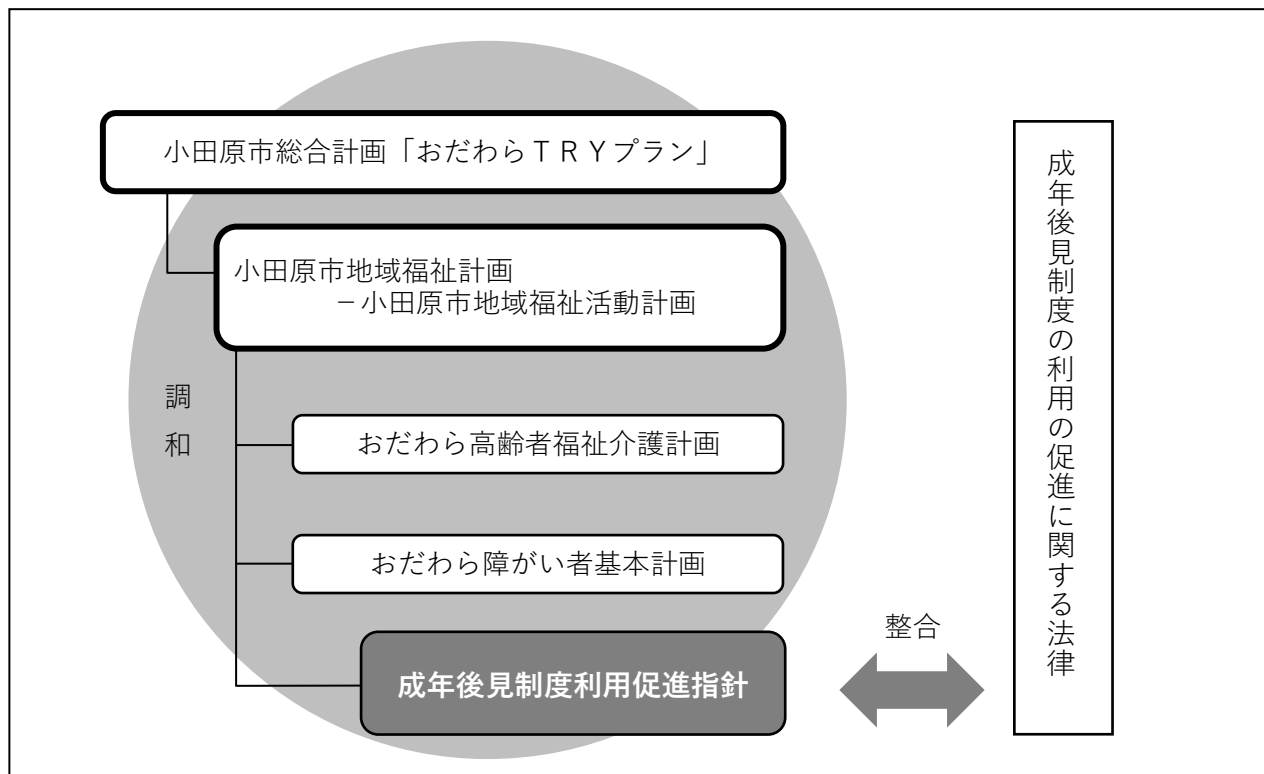 小田原市総合計画「おだわらＴＲＹプラン」
小田原市地域福祉計画
－小田原市地域福祉活動計画
調和
おだわら高齢者福祉介護計画
おだわら障がい者基本計画
成年後見制度利用促進指針
整合
成年後見制度の利用の促進に関する法律